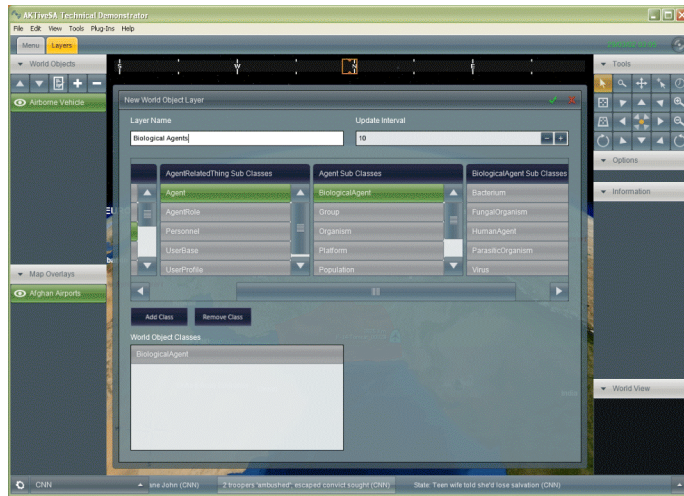 AKTiveSA Technical Demonstrator
File Edit View Tools Plug-Ins Help
Menu Layers
World Objects
S W N E
Tools
Airborne Vehicle
New World Object Layer
Layer Name Update Interval
Biological Agents 10
AgentRelatedThing Sub Classes Agent Sub Classes BiologicalAgent Sub Classes
Agent BiologicalAgent Bacterium
AgentRole Group FungalOrganism
Personnel Organism HumanAgent
UserBase Platform ParasiticOrganism
UserProfile Population Virus
Options
Information
Map Overlays
Afghan Airports
Add Class Remove Class
World Object Classes
BiologicalAgent
World View
CNN ane John (CNN) 2 troopers 'ambushed'; escaped convict sought (CNN) State: Teen wife told she'd lose salvation (CNN)